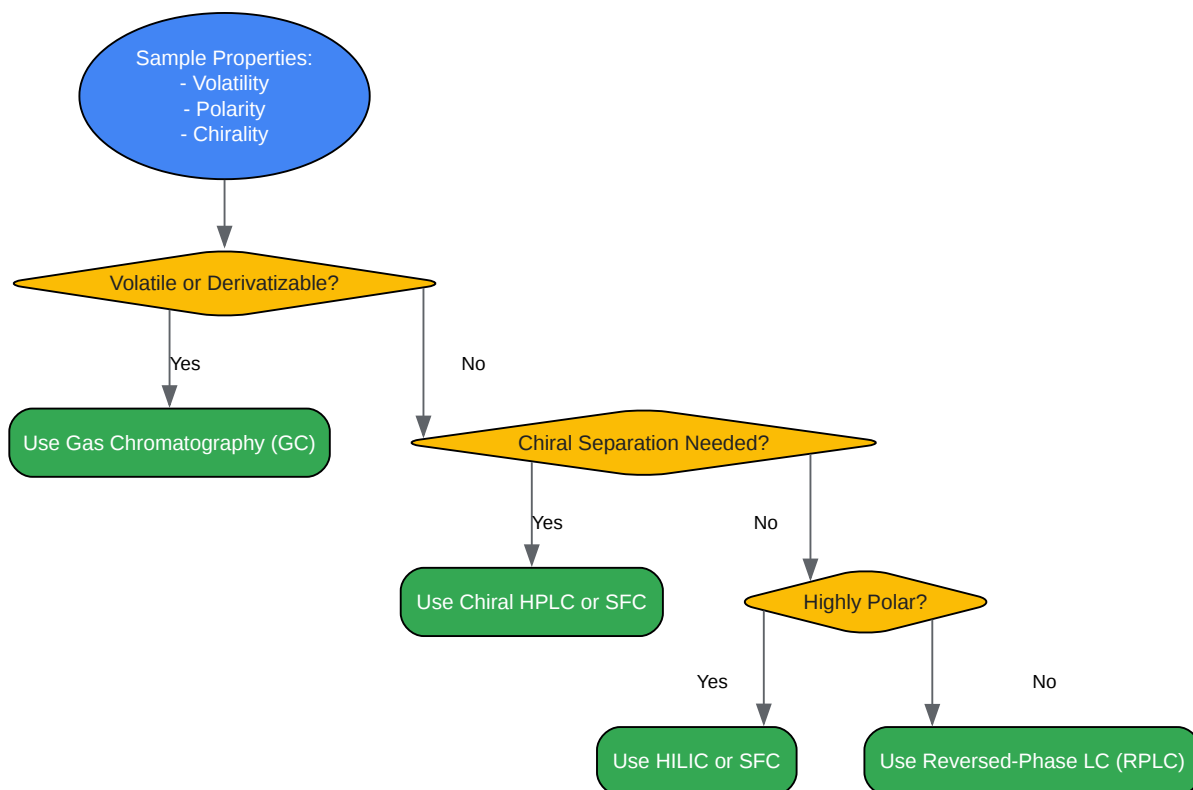 Sample Properties:
- Volatility
- Polarity
- Chirality
Volatile or Derivatizable?
Yes
No
Use Gas Chromatography (GC)
Chiral Separation Needed?
Yes
No
Use Chiral HPLC or SFC
Highly Polar?
Yes
No
Use HILIC or SFC
Use Reversed-Phase LC (RPLC)